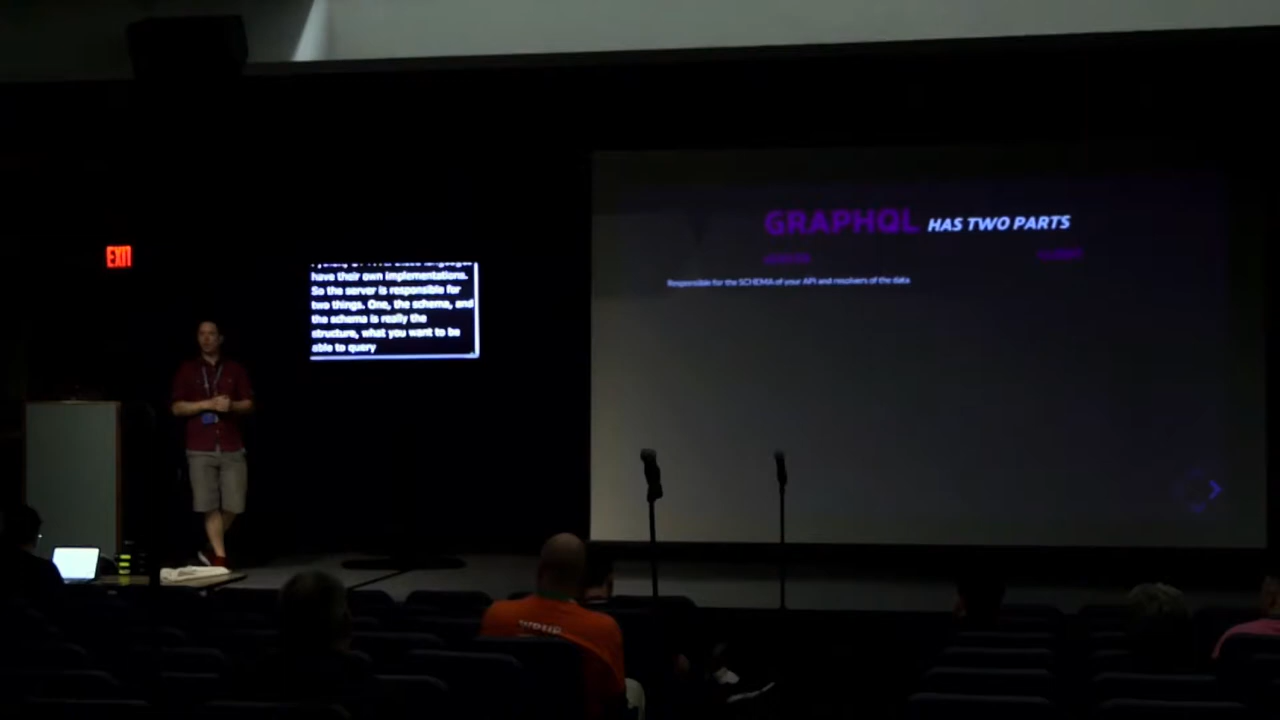 EXIT
have their own implementations.
So the server is responsible for
two things. One, the schema, and
the schema is really the
structure, what you want to be
able to query
GRAPHQL HAS TWO PARTS
Responsible for the SCHEMA of your API and resolvers of the data